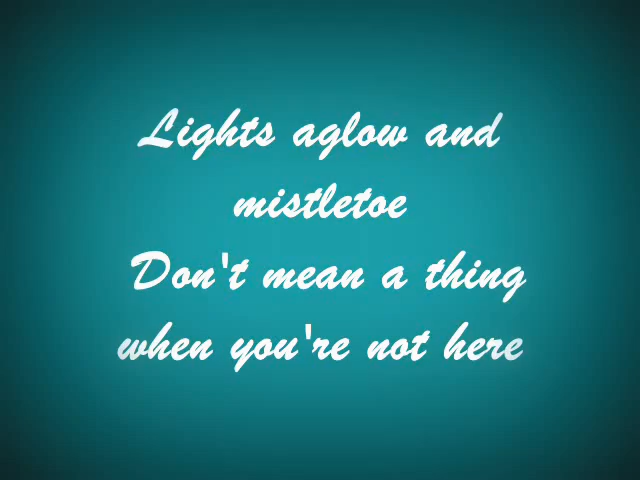 Lights aglow and
mistletoe
Don't mean a thing
when you're not here